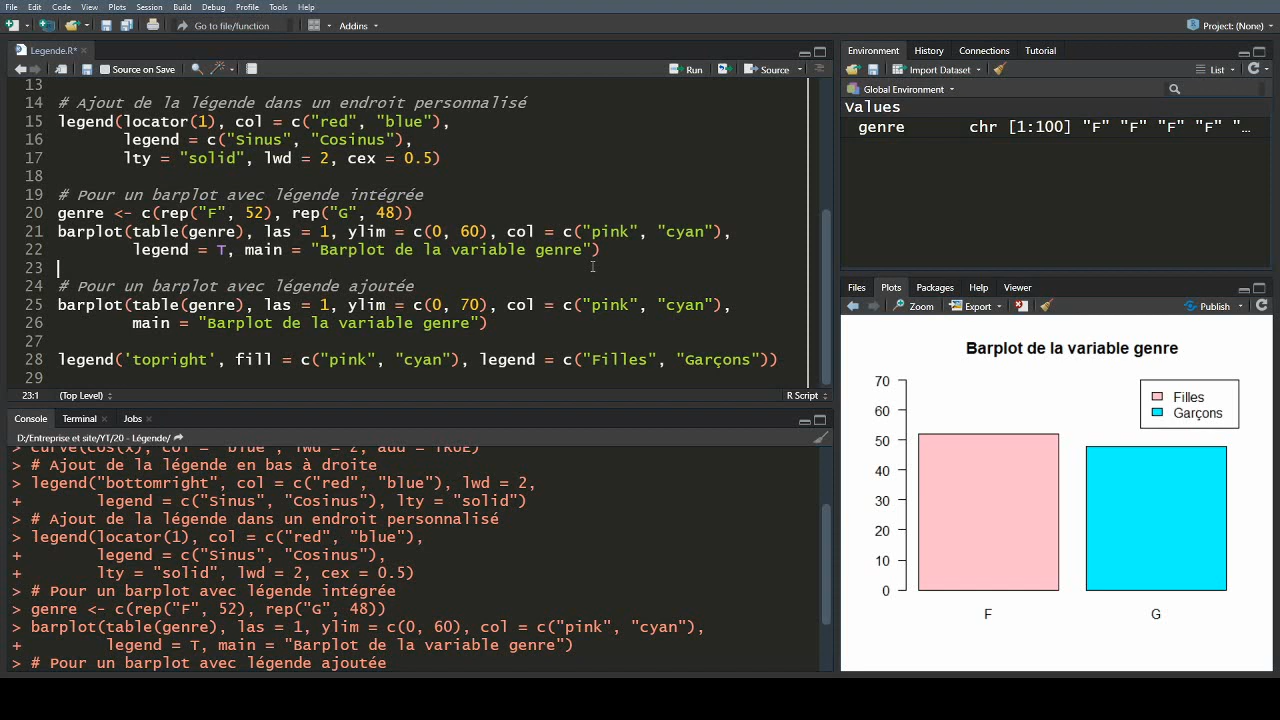 File Edit Code View Plots Session Build Debug Profile Tools Help
Go to file/function Addins Project: (None)
Legende.R*
Source on Save Run Source
13
14 # Ajout de la légende dans un endroit personnalisé
15 legend(locator(1), col = c("red", "blue"),
16 legend = c("Sinus", "Cosinus"),
17 lty = "solid", lwd = 2, cex = 0.5)
18
19 # Pour un barplot avec légende intégrée
20 genre <- c(rep("F", 52), rep("G", 48))
21 barplot(table(genre), las = 1, ylim = c(0, 60), col = c("pink", "cyan"),
22 legend = T, main = "Barplot de la variable genre")
23
24 # Pour un barplot avec légende ajoutée
25 barplot(table(genre), las = 1, ylim = c(0, 70), col = c("pink", "cyan"),
26 main = "Barplot de la variable genre")
27
28 legend('topright', fill = c("pink", "cyan"), legend = c("Filles", "Garçons"))
29
23:1 (Top Level) R Script
Console Terminal Jobs
D:/Entreprise et site/YT/20 - Légende/
curve(cos(x), col = "blue", lwd = 2, add = TRUE)
> # Ajout de la légende en bas à droite
> legend("bottomright", col = c("red", "blue"), lwd = 2,
+ legend = c("Sinus", "Cosinus"), lty = "solid")
> # Ajout de la légende dans un endroit personnalisé
> legend(locator(1), col = c("red", "blue"),
+ legend = c("Sinus", "Cosinus"),
+ lty = "solid", lwd = 2, cex = 0.5)
> # Pour un barplot avec légende intégrée
> genre <- c(rep("F", 52), rep("G", 48))
> barplot(table(genre), las = 1, ylim = c(0, 60), col = c("pink", "cyan"),
+ legend = T, main = "Barplot de la variable genre")
> # Pour un barplot avec légende ajoutée
Environment History Connections Tutorial
Import Dataset List
Global Environment
Values
genre chr [1:100] "F" "F" "F" "F" "…
Files Plots Packages Help Viewer
Zoom Export Publish
Barplot de la variable genre
70
60
50
40
30
20
10
0
Filles
Garçons
F G